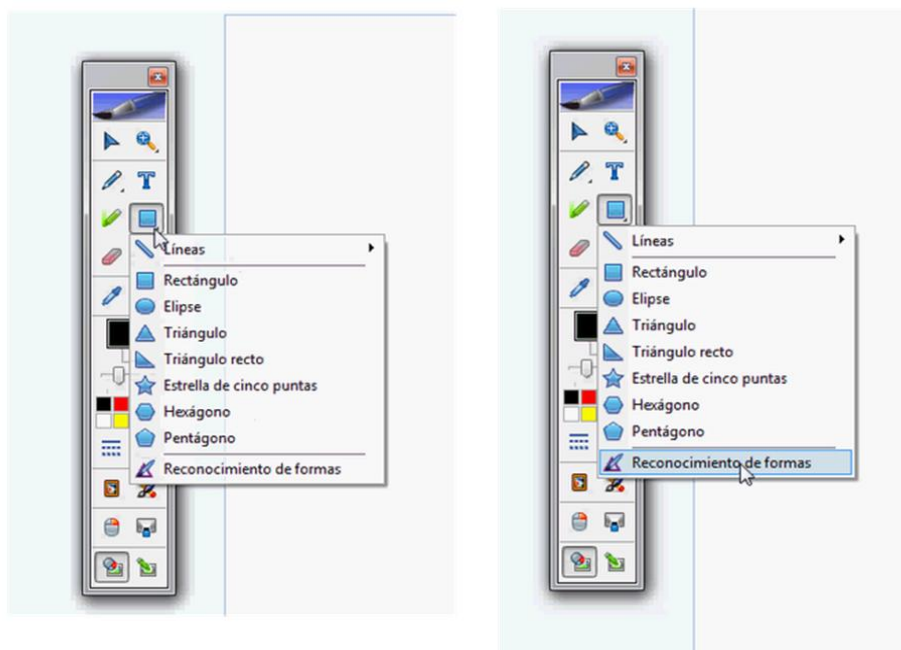 T
Líneas
Rectángulo
Elipse
Triángulo
Triángulo recto
Estrella de cinco puntas
Hexágono
Pentágono
Reconocimiento de formas
T
Líneas
Rectángulo
Elipse
Triángulo
Triángulo recto
Estrella de cinco puntas
Hexágono
Pentágono
Reconocimiento de formas